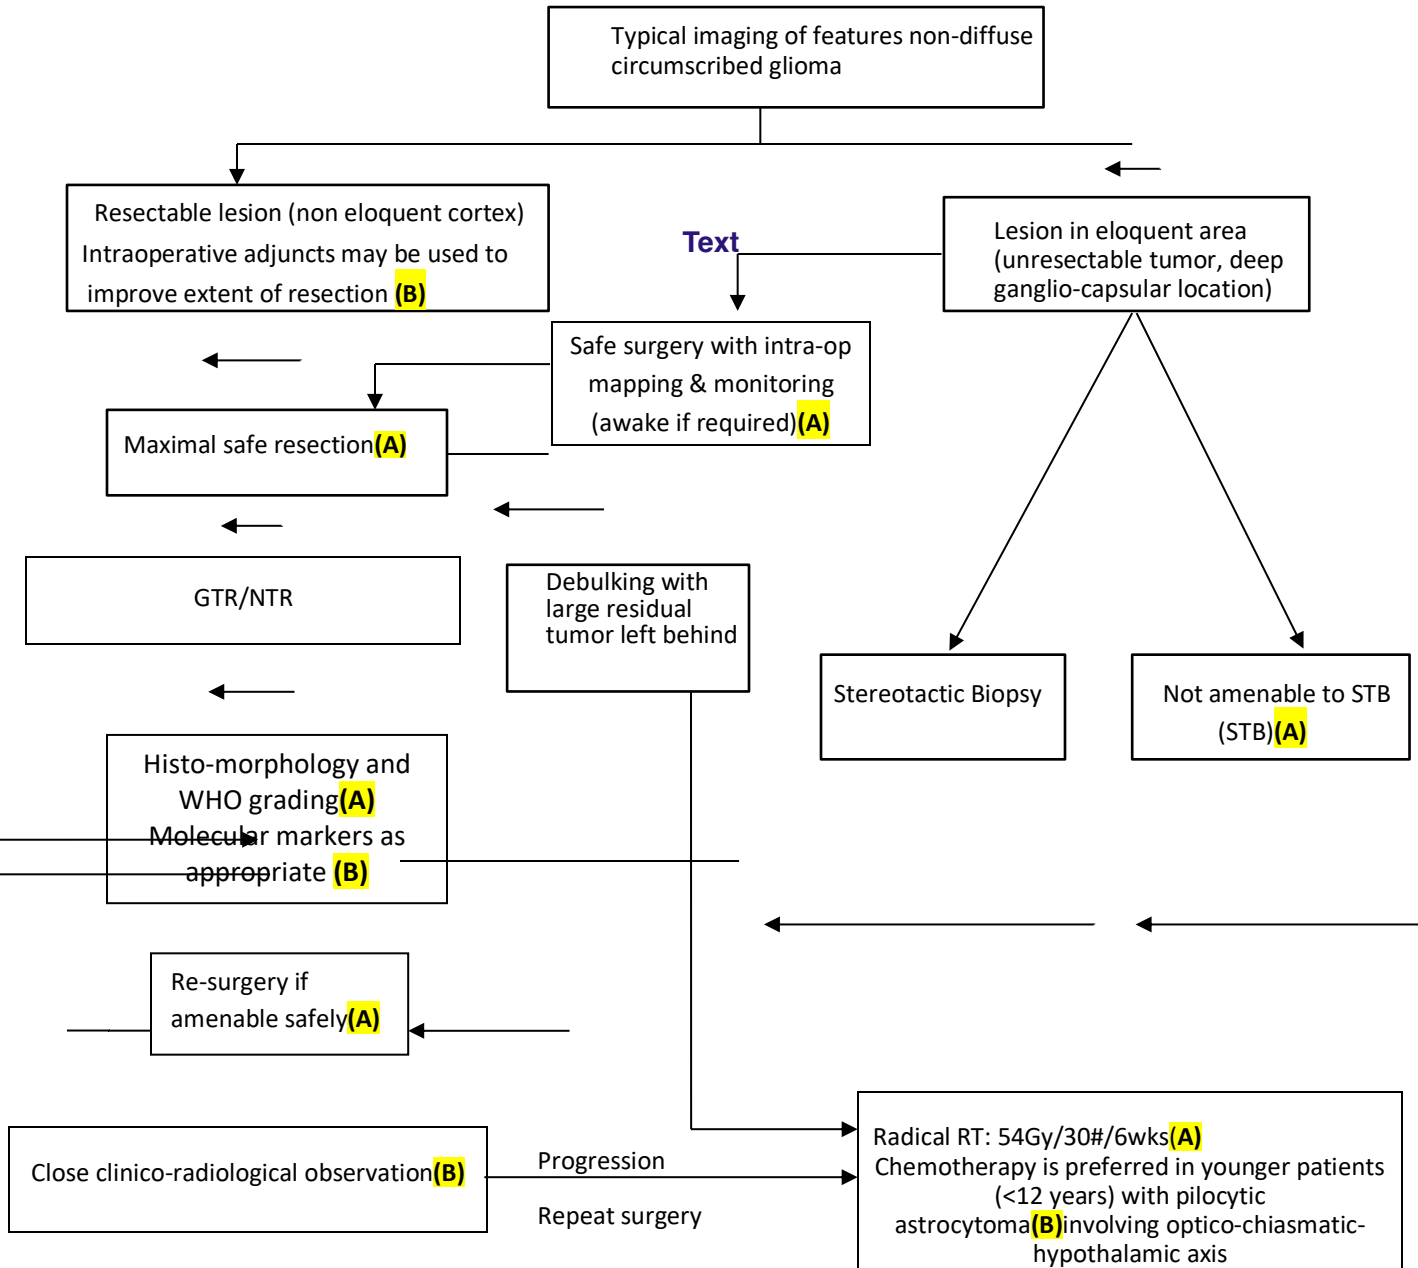 Typical imaging of features non-diffuse
circumscribed glioma
Resectable lesion (non eloquent cortex)
Intraoperative adjuncts may be used to
improve extent of resection (B)
Text
Lesion in eloquent area
(unresectable tumor, deep
ganglio-capsular location)
Safe surgery with intra-op
mapping & monitoring
(awake if required)(A)
Maximal safe resection(A)
GTR/NTR
Debulking with
large residual
tumor left behind
Stereotactic Biopsy
Not amenable to STB
(STB)(A)
Histo-morphology and
WHO grading(A)
Molecular markers as
appropriate (B)
Re-surgery if
amenable safely(A)
Close clinico-radiological observation(B)
Progression
Repeat surgery
Radical RT: 54Gy/30#/6wks(A)
Chemotherapy is preferred in younger patients
(<12 years) with pilocytic
astrocytoma(B)involving optico-chiasmatic-
hypothalamic axis